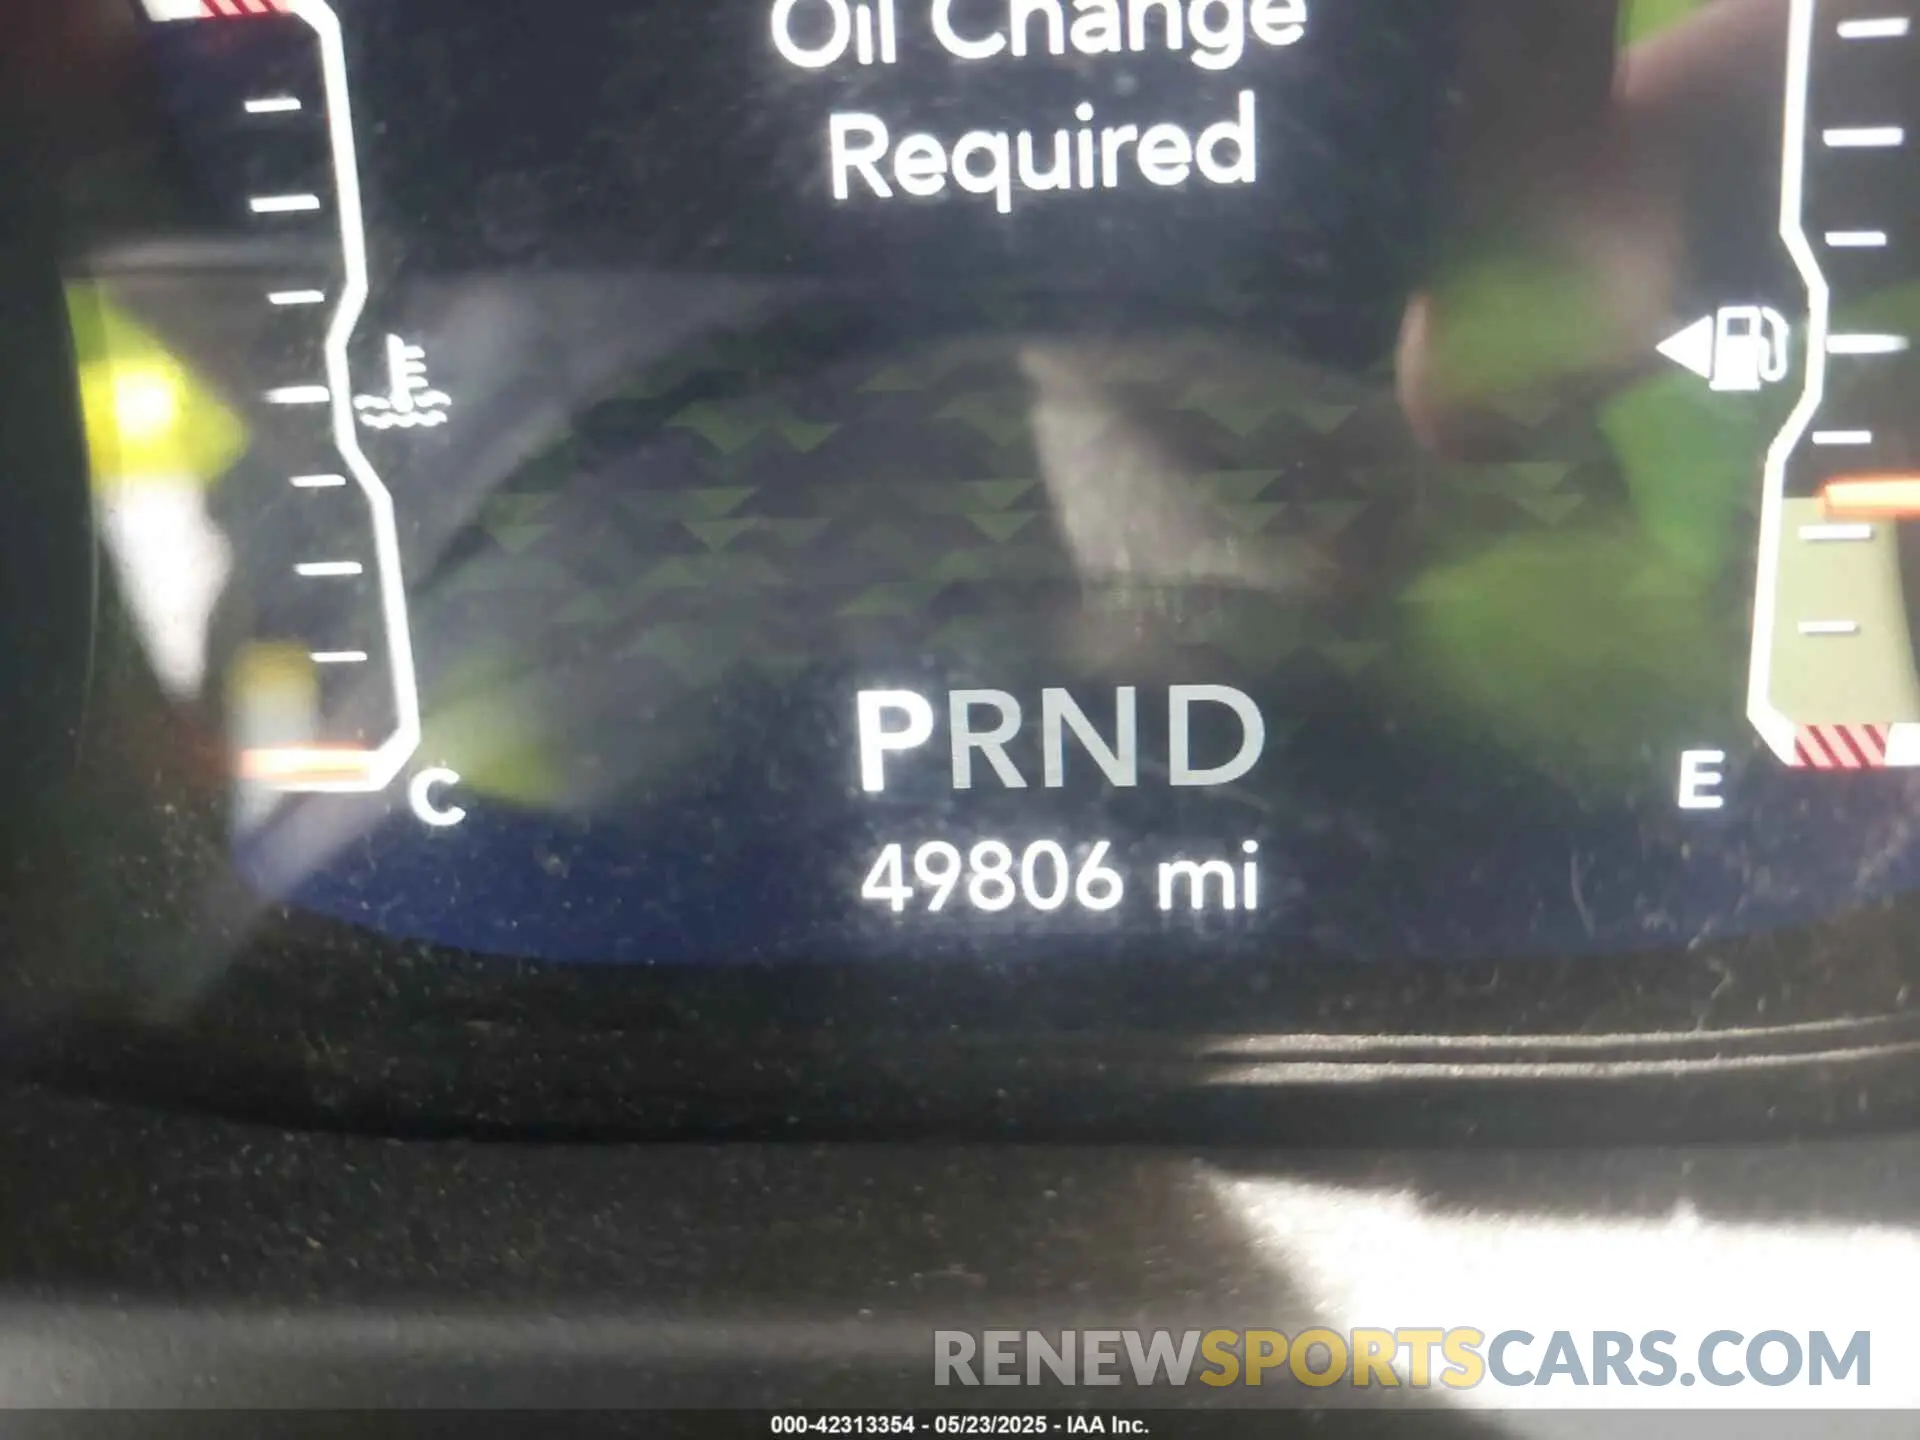 Oil Change
Required
PRND
C
E
49806 mi
RENEWSPORTSCARS.COM
000-42313354 - 05/23/2025 - IAA Inc.